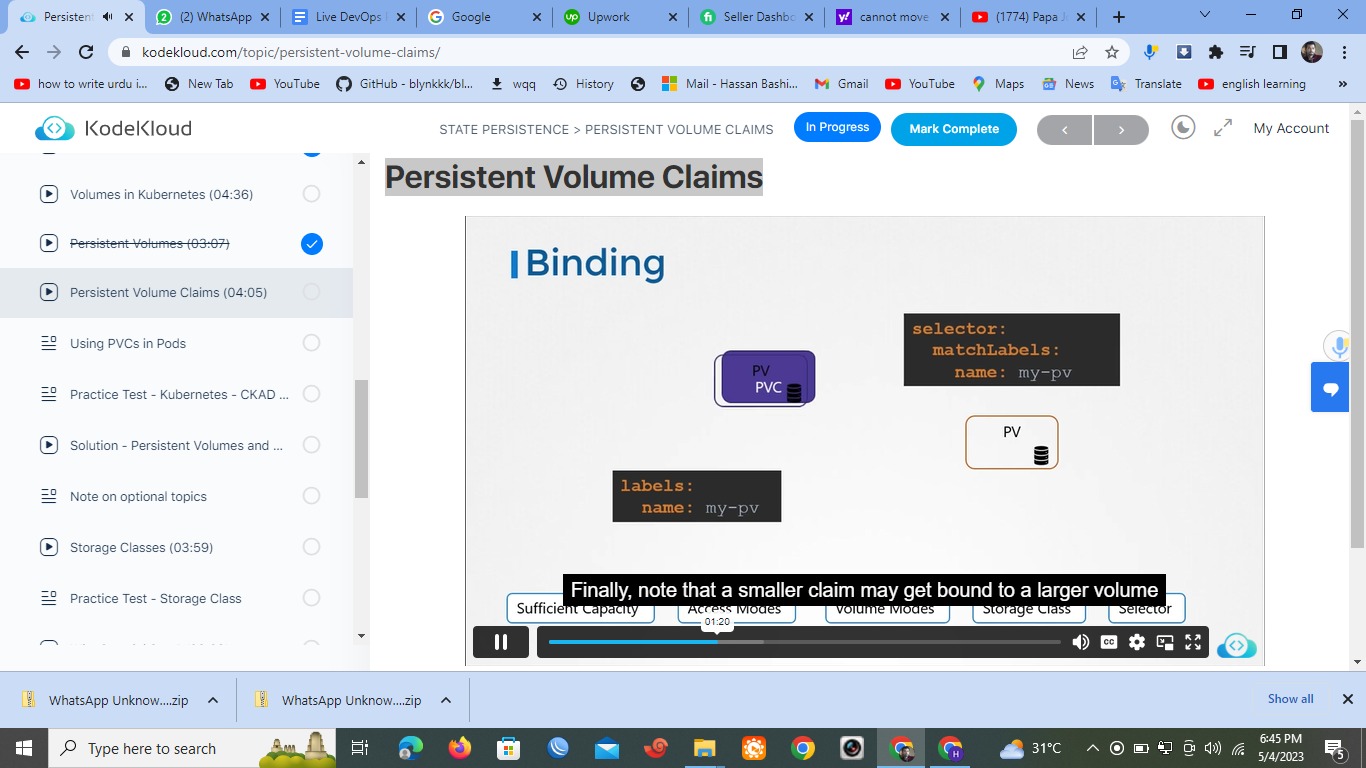 Persistent
(2) WhatsApp
Live DevOps
Google
Upwork
Seller Dashbo
cannot move
(1774) Papa J
kodekloud.com/topic/persistent-volume-claims/
how to write urdu i...
New Tab
YouTube
GitHub - blynkkk/bl...
wqq
History
Mail - Hassan Bashi...
Gmail
YouTube
Maps
News
Translate
english learning
»
KodeKloud
STATE PERSISTENCE > PERSISTENT VOLUME CLAIMS
In Progress
Mark Complete
My Account
Volumes in Kubernetes (04:36)
Persistent Volumes (03:07)
Persistent Volume Claims (04:05)
Using PVCs in Pods
Practice Test - Kubernetes - CKAD ...
Solution - Persistent Volumes and ...
Note on optional topics
Storage Classes (03:59)
Practice Test - Storage Class
Persistent Volume Claims
Binding
selector:
matchLabels:
name: my-pv
PV
PVC
PV
labels:
name: my-pv
Finally, note that a smaller claim may get bound to a larger volume
Sufficient Capacity
Access Modes
Volume Modes
Storage Class
Selector
01:20
CC
WhatsApp Unknow....zip
WhatsApp Unknow....zip
Show all
Type here to search
H
31°C
6:45 PM
5/4/2023
5